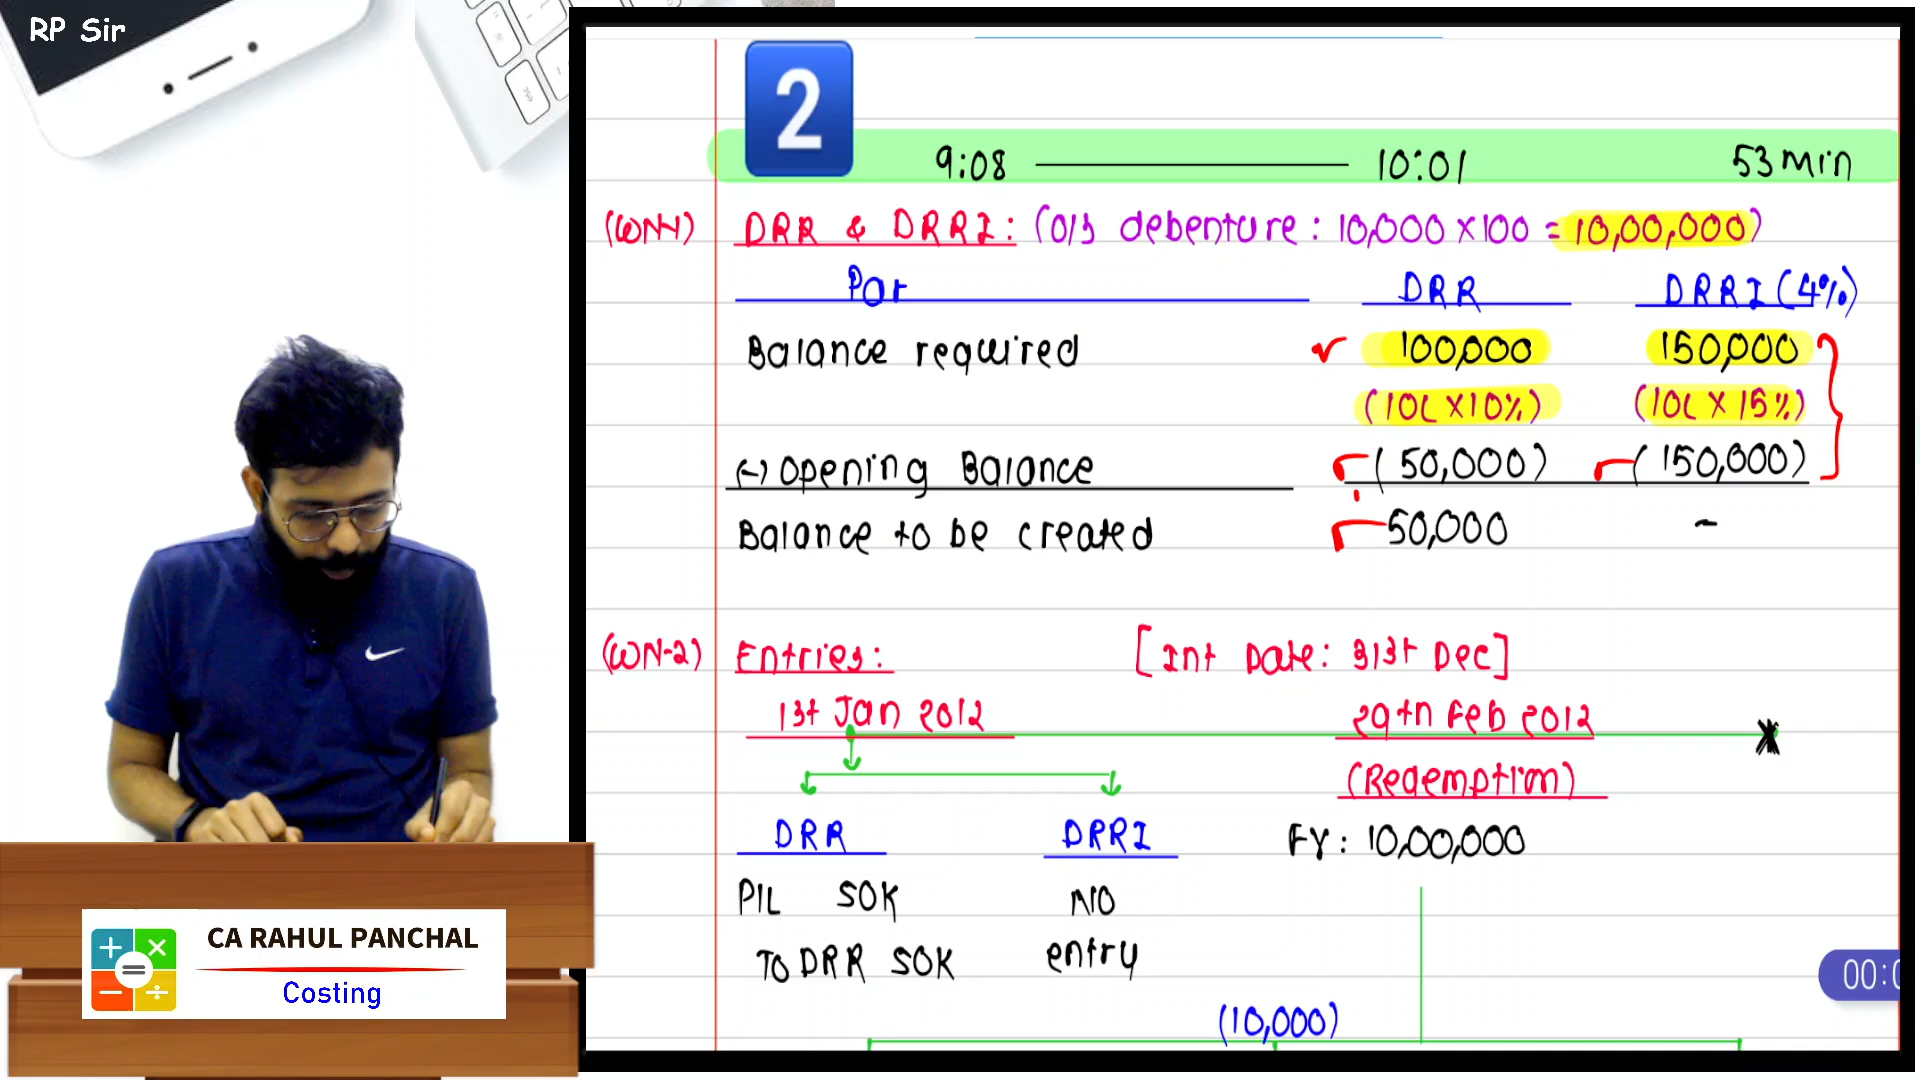 RP Sir
2
9:08 ——— 10:01 53 Min
(WN-1) DRR & DRRI: (O/S debenture: 10,000 x 100 = 10,00,000)
Par DRR DRRI (4%)
Balance required 100,000 150,000
(10L x 10%) (10L x 15%)
(-) Opening Balance (50,000) (150,000)
Balance to be created 50,000 -
(WN-2) Entries: [Int Date: 31st Dec]
1st Jan 2012 29th Feb 2012
(Redemption)
DRR DRRI FV: 10,00,000
P/L 50K NO
TO DRR 50K entry
(10,000)
CA RAHUL PANCHAL
Costing